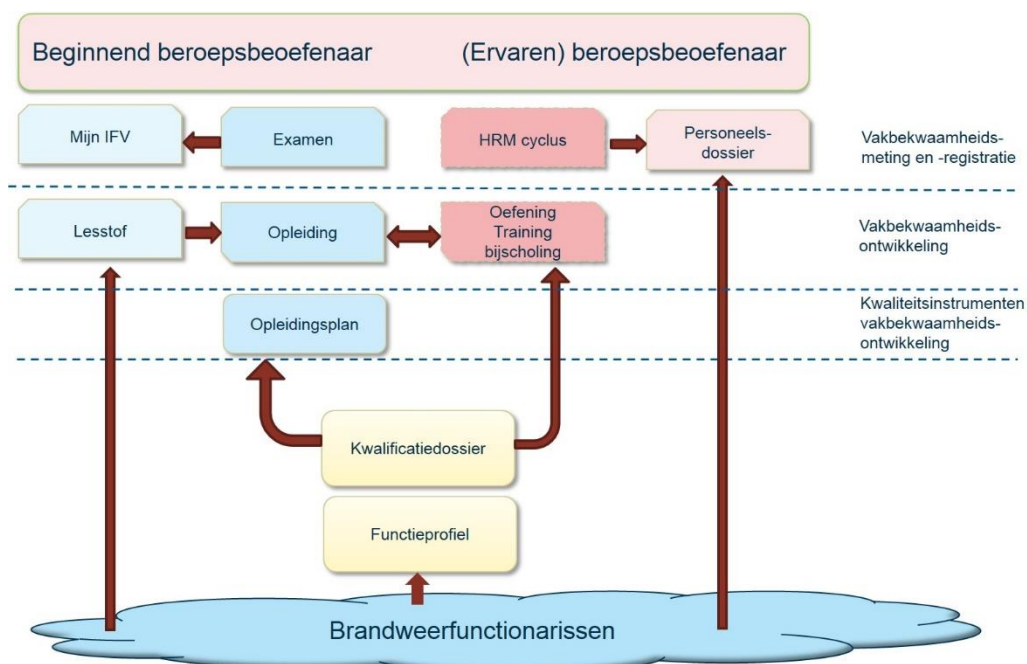 Beginnend beroepsbeoefenaar
(Ervaren) beroepsbeoefenaar
Mijn IFV
Examen
HRM cyclus
Personeels-
dossier
Vakbekwaamheids-
meting en -registratie
Lesstof
Opleiding
Oefening
Training
bijscholing
Vakbekwaamheids-
ontwikkeling
Opleidingsplan
Kwaliteitsinstrumenten
vakbekwaamheids-
ontwikkeling
Kwalificatiedossier
Functieprofiel
Brandweerfunctionarissen